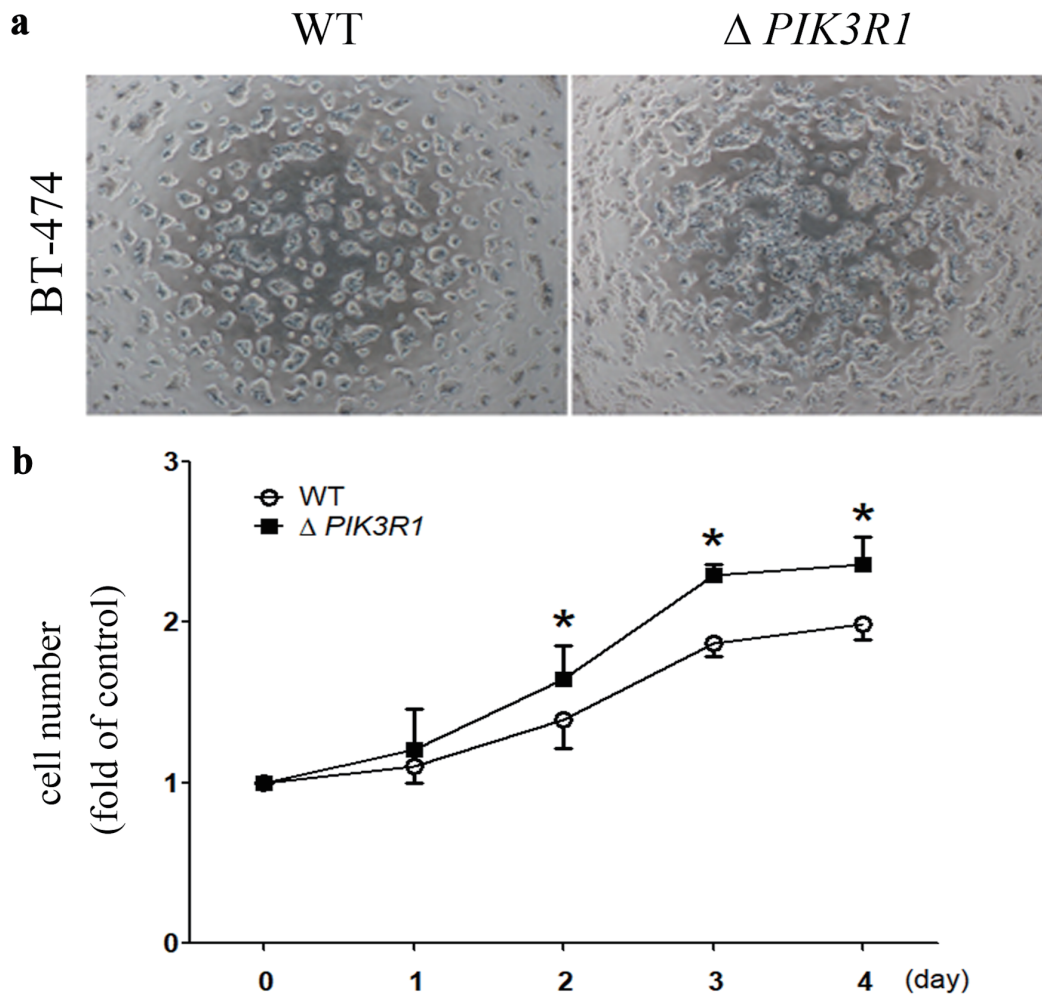 a
WT
Δ PIK3R1
BT-474
b
cell number
(fold of control)
3
2
1
0
WT
Δ PIK3R1
*
*
*
0 1 2 3 4 (day)